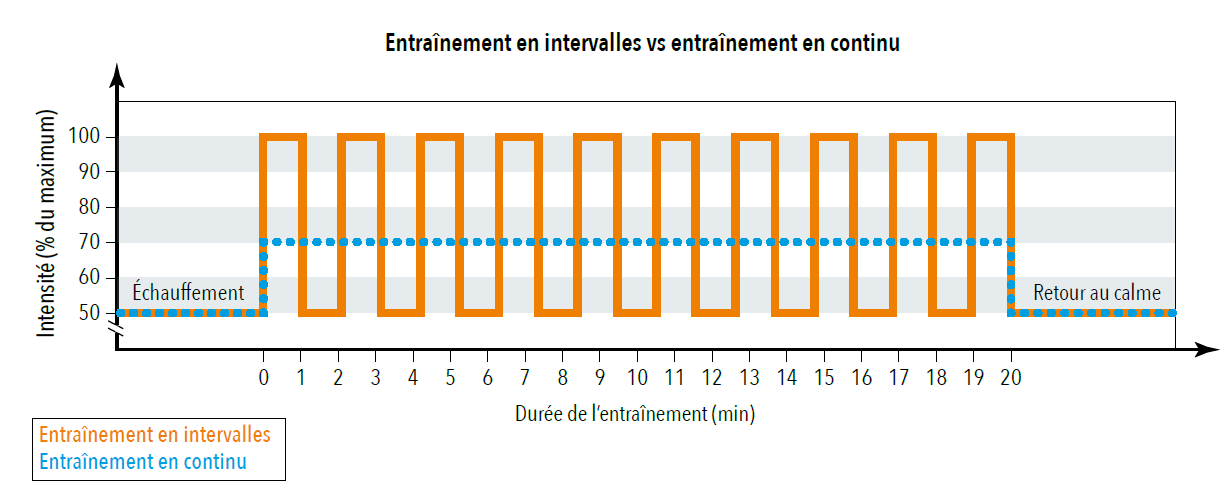 Entraînement en intervalles vs entraînement en continu
Intensité (% du maximum)
100
90
80
70
60
50
Échauffement
Retour au calme
0 1 2 3 4 5 6 7 8 9 10 11 12 13 14 15 16 17 18 19 20
Durée de l'entraînement (min)
Entraînement en intervalles
Entraînement en continu